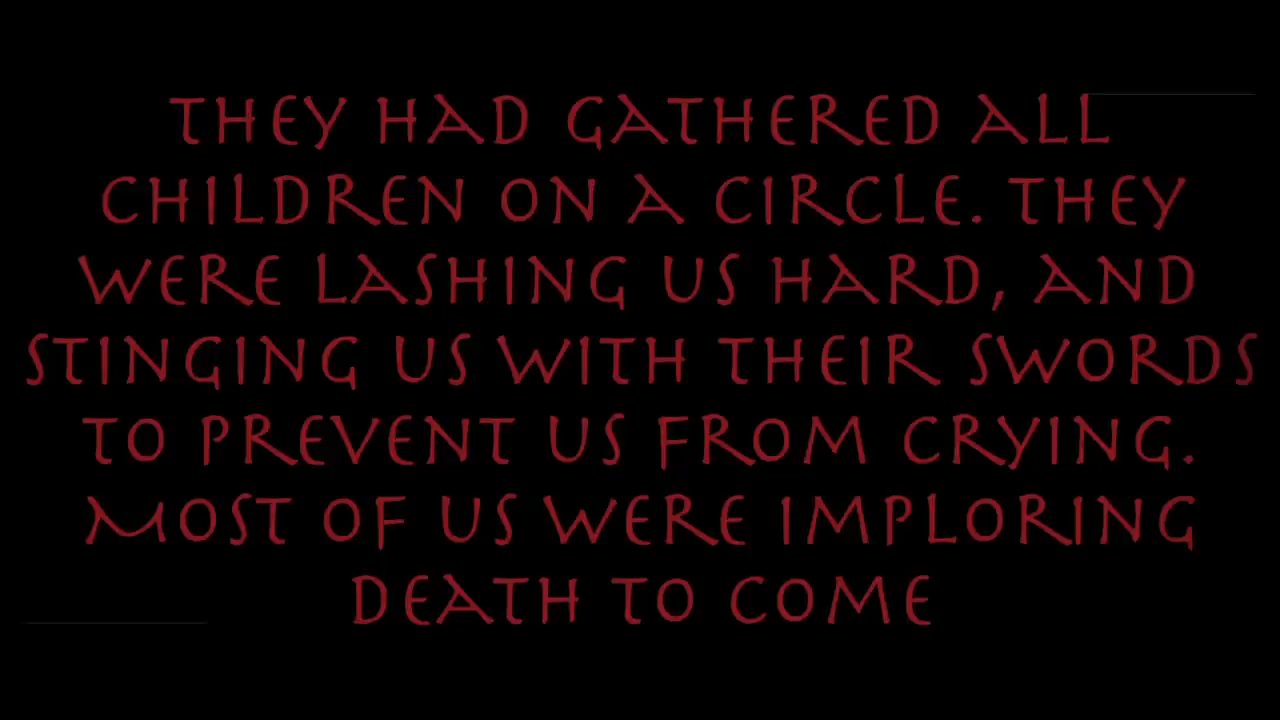 They had gathered all
children on a circle. They
were lashing us hard, and
stinging us with their swords
to prevent us from crying.
Most of us were imploring
death to come